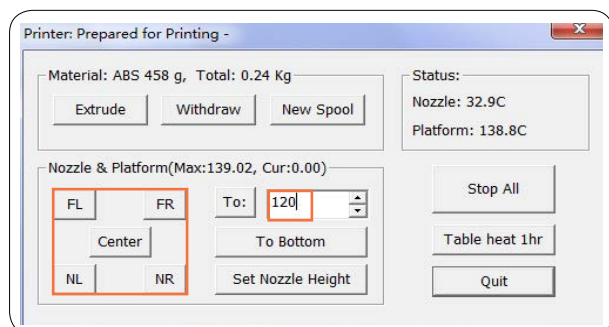 Printer: Prepared for Printing -
Material: ABS 458 g, Total: 0.24 Kg
Extrude Withdraw New Spool
Status:
Nozzle: 32.9C
Platform: 138.8C
Nozzle & Platform(Max:139.02, Cur:0.00)
FL FR To: 120
Center To Bottom
NL NR Set Nozzle Height
Stop All
Table heat 1hr
Quit